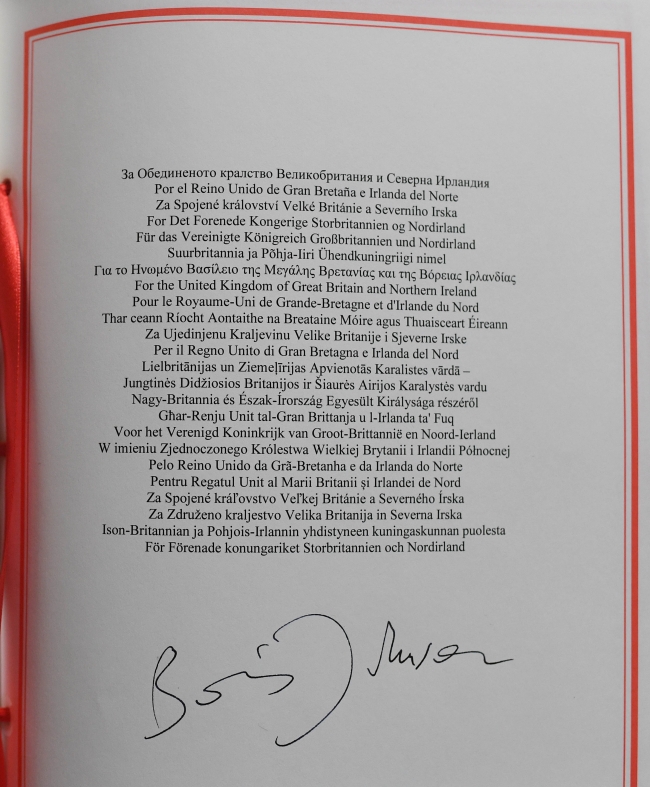 За Обединеното кралство Великобритания и Северна Ирландия
Por el Reino Unido de Gran Bretaña e Irlanda del Norte
Za Spojené království Velké Británie a Severního Irska
For Det Forenede Kongerige Storbritannien og Nordirland
Für das Vereinigte Königreich Großbritannien und Nordirland
Suurbritannia ja Põhja-Iiri Ühendkuningriigi nimel
Για το Ηνωμένο Βασίλειο της Μεγάλης Βρετανίας και της Βόρειας Ιρλανδίας
For the United Kingdom of Great Britain and Northern Ireland
Pour le Royaume-Uni de Grande-Bretagne et d'Irlande du Nord
Thar ceann Ríocht Aontaithe na Breataine Móire agus Thuaisceart Éireann
Za Ujedinjenu Kraljevinu Velike Britanije i Sjeverne Irske
Per il Regno Unito di Gran Bretagna e Irlanda del Nord
Lielbritānijas un Ziemeļīrijas Apvienotās Karalistes vārdā –
Jungtinės Didžiosios Britanijos ir Šiaurės Airijos Karalystės vardu
Nagy-Britannia és Észak-Írország Egyesült Királysága részéről
Għar-Renju Unit tal-Gran Brittanja u l-Irlanda ta' Fuq
Voor het Verenigd Koninkrijk van Groot-Brittannië en Noord-Ierland
W imieniu Zjednoczonego Królestwa Wielkiej Brytanii i Irlandii Północnej
Pelo Reino Unido da Grã-Bretanha e da Irlanda do Norte
Pentru Regatul Unit al Marii Britanii și Irlandei de Nord
Za Spojené kráľovstvo Veľkej Británie a Severného Írska
Za Združeno kraljestvo Velika Britanija in Severna Irska
Ison-Britannian ja Pohjois-Irlannin yhdistyneen kuningaskunnan puolesta
För Förenade konungariket Storbritannien och Nordirland
Boris Johnson